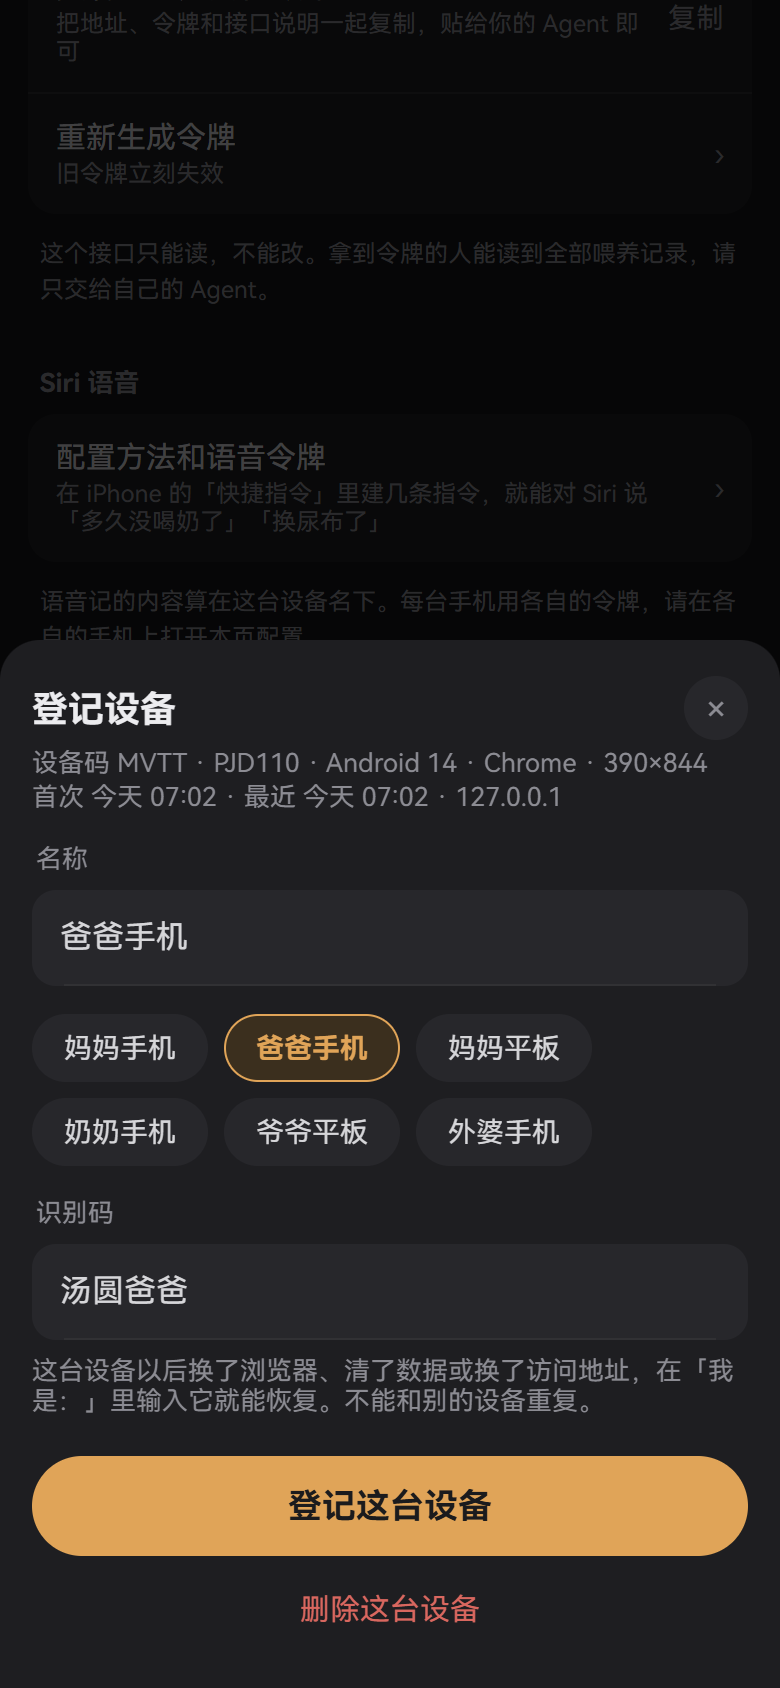 把地址、令牌和接口说明一起复制，贴给你的 Agent 即
可
复制
重新生成令牌
旧令牌立刻失效
这个接口只能读，不能改。拿到令牌的人能读到全部喂养记录，请
只交给自己的 Agent。
Siri 语音
配置方法和语音令牌
在 iPhone 的「快捷指令」里建几条指令，就能对 Siri 说
「多久没喝奶了」「换尿布了」
语音记的内容算在这台设备名下。每台手机用各自的令牌，请在各
自的手机上打开本页配置
登记设备
×
设备码 MVTT · PJD110 · Android 14 · Chrome · 390×844
首次 今天 07:02 · 最近 今天 07:02 · 127.0.0.1
名称
爸爸手机
妈妈手机 爸爸手机 妈妈平板
奶奶手机 爷爷平板 外婆手机
识别码
汤圆爸爸
这台设备以后换了浏览器、清了数据或换了访问地址，在「我
是：」里输入它就能恢复。不能和别的设备重复。
登记这台设备
删除这台设备